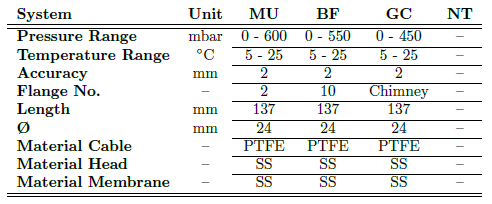 System Unit MU BF GC NT
Pressure Range mbar 0 - 600 0 - 550 0 - 450 –
Temperature Range °C 5 - 25 5 - 25 5 - 25 –
Accuracy mm 2 2 2 –
Flange No. – 2 10 Chimney –
Length mm 137 137 137 –
Ø mm 24 24 24 –
Material Cable – PTFE PTFE PTFE –
Material Head – SS SS SS –
Material Membrane – SS SS SS –